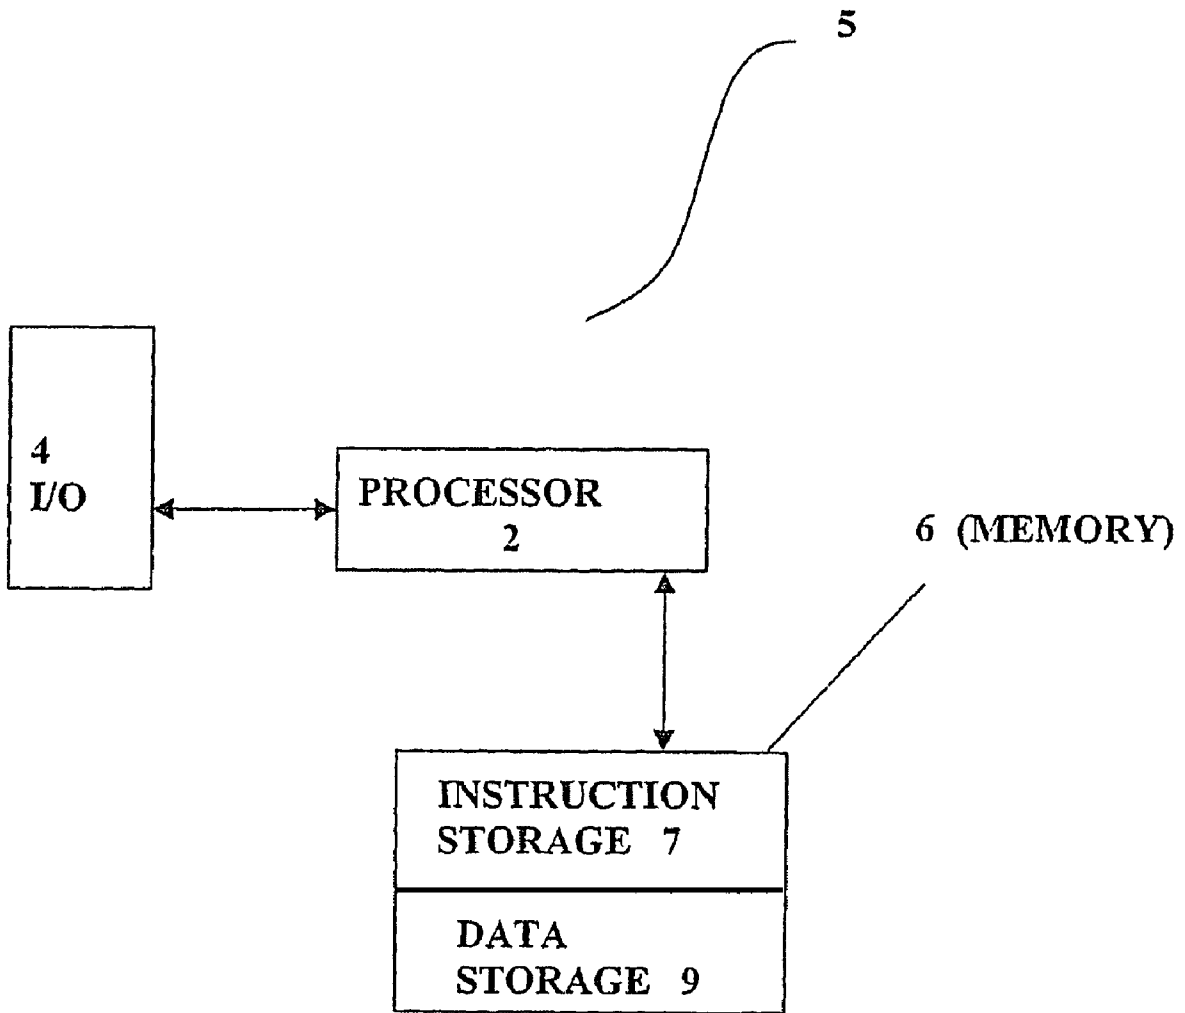 5
4
I/O
PROCESSOR
2
6 (MEMORY)
INSTRUCTION
STORAGE 7
DATA
STORAGE 9